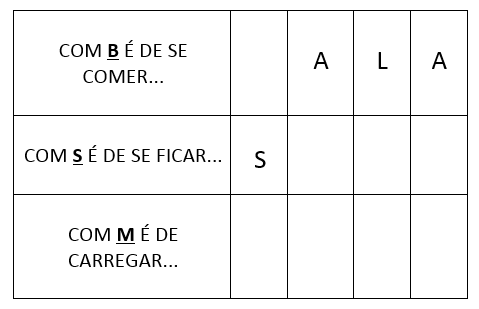 COM B É DE SE
COMER...
A L A
COM S É DE SE FICAR...
S
COM M É DE
CARREGAR...